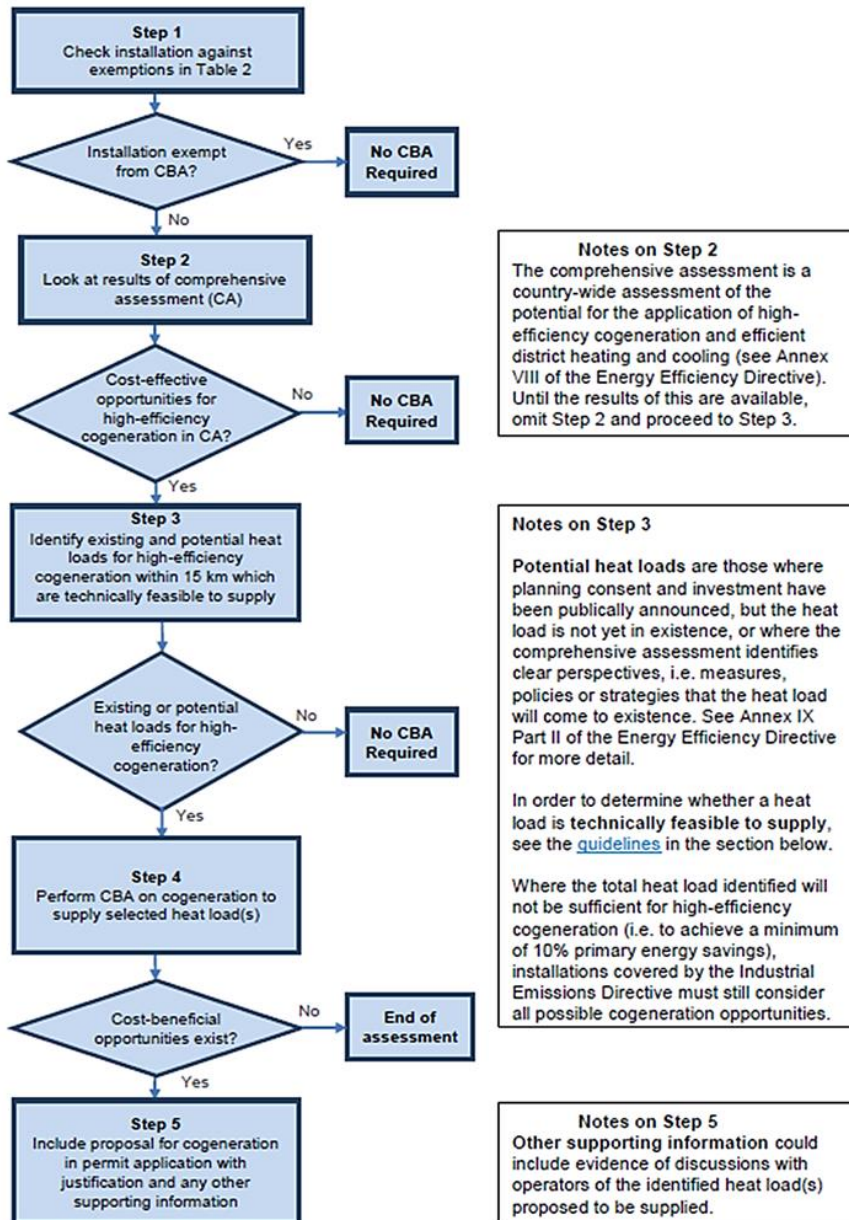 Step 1
Check installation against
exemptions in Table 2
Installation exempt
from CBA?
Yes
No CBA
Required
No
Step 2
Look at results of comprehensive
assessment (CA)
Notes on Step 2
The comprehensive assessment is a
country-wide assessment of the
potential for the application of high-
efficiency cogeneration and efficient
district heating and cooling (see Annex
VIII of the Energy Efficiency Directive).
Until the results of this are available,
omit Step 2 and proceed to Step 3.
Cost-effective
opportunities for
high-efficiency
cogeneration in CA?
No
No CBA
Required
Yes
Step 3
Identify existing and potential heat
loads for high-efficiency
cogeneration within 15 km which
are technically feasible to supply
Notes on Step 3
Potential heat loads are those where
planning consent and investment have
been publically announced, but the heat
load is not yet in existence, or where the
comprehensive assessment identifies
clear perspectives, i.e. measures,
policies or strategies that the heat load
will come to existence. See Annex IX
Part II of the Energy Efficiency Directive
for more detail.
In order to determine whether a heat
load is technically feasible to supply,
see the guidelines in the section below.
Where the total heat load identified will
not be sufficient for high-efficiency
cogeneration (i.e. to achieve a minimum
of 10% primary energy savings),
installations covered by the Industrial
Emissions Directive must still consider
all possible cogeneration opportunities.
Existing or potential
heat loads for high-
efficiency
cogeneration?
No
No CBA
Required
Yes
Step 4
Perform CBA on cogeneration to
supply selected heat load(s)
Cost-beneficial
opportunities exist?
No
End of
assessment
Yes
Step 5
Include proposal for cogeneration
in permit application with
justification and any other
supporting information
Notes on Step 5
Other supporting information could
include evidence of discussions with
operators of the identified heat load(s)
proposed to be supplied.